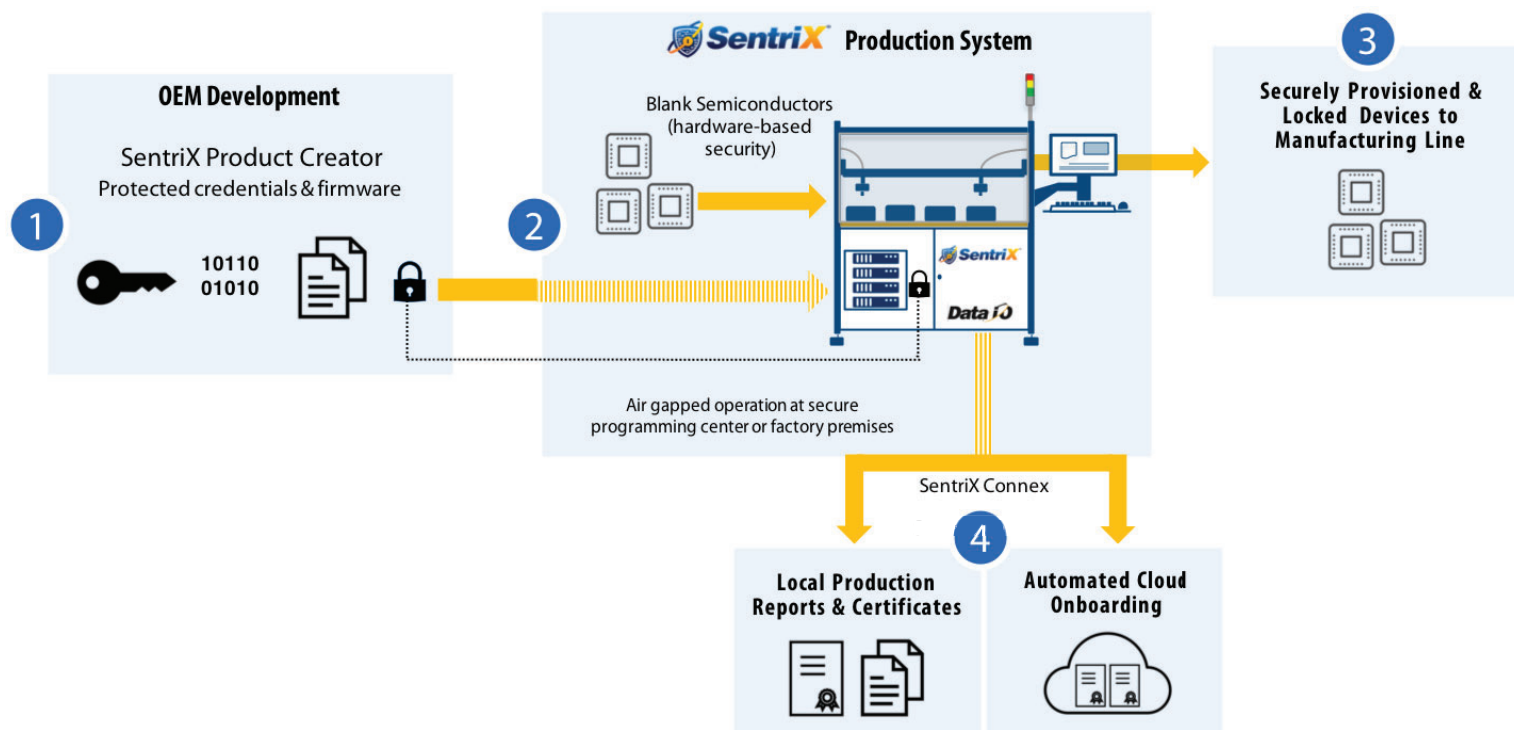 1
OEM Development
SentriX Product Creator
Protected credentials & firmware
10110
01010
2
SentriX Production System
Blank Semiconductors
(hardware-based
security)
SentriX
Data iO
Air gapped operation at secure
programming center or factory premises
3
Securely Provisioned &
Locked Devices to
Manufacturing Line
SentriX Connex
4
Local Production
Reports & Certificates
Automated Cloud
Onboarding